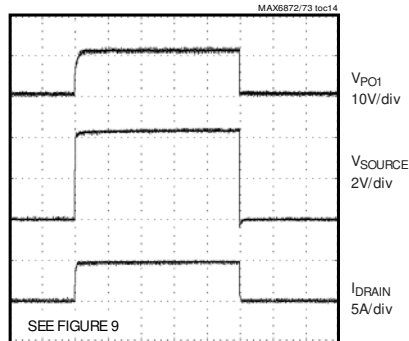 MAX6872/73 toc14
VPO1
10V/div
VSOURCE
2V/div
IDRAIN
5A/div
SEE FIGURE 9